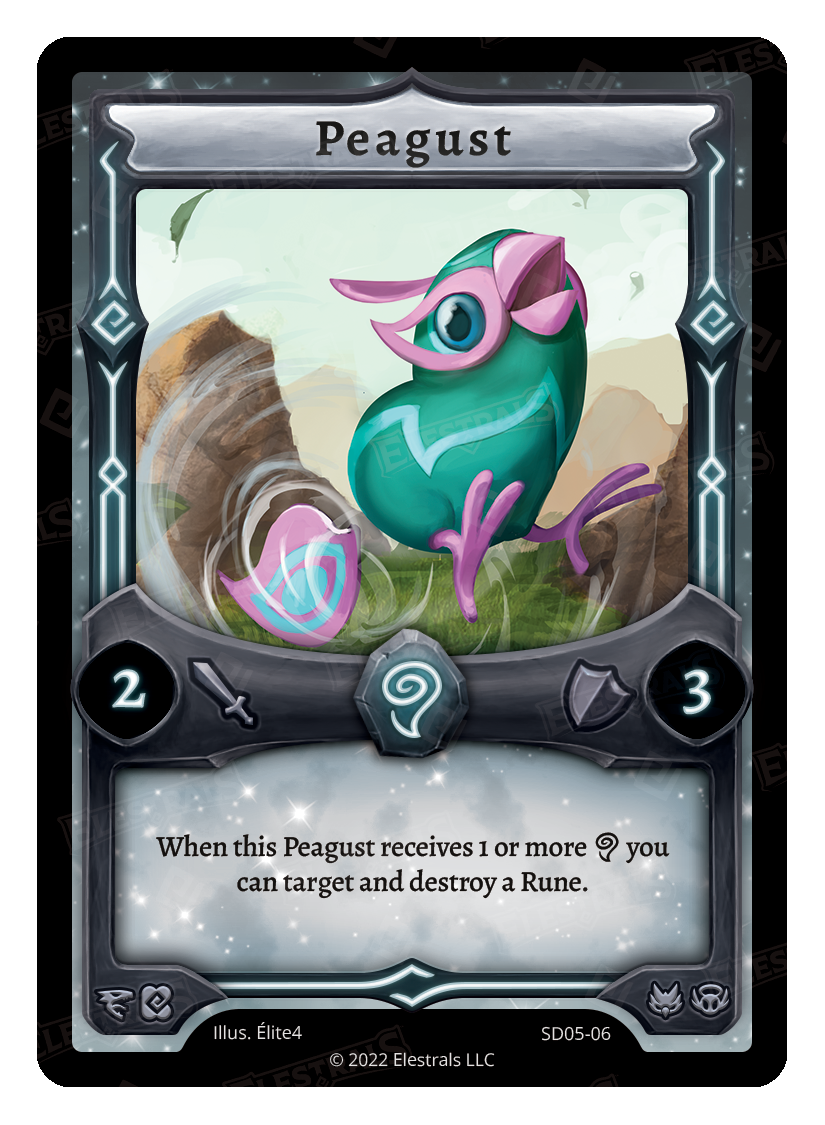 Peagust
2
3
When this Peagust receives 1 or more you
can target and destroy a Rune.
Illus. Élite4
SD05-06
© 2022 Elestrals LLC
ELESTRALS